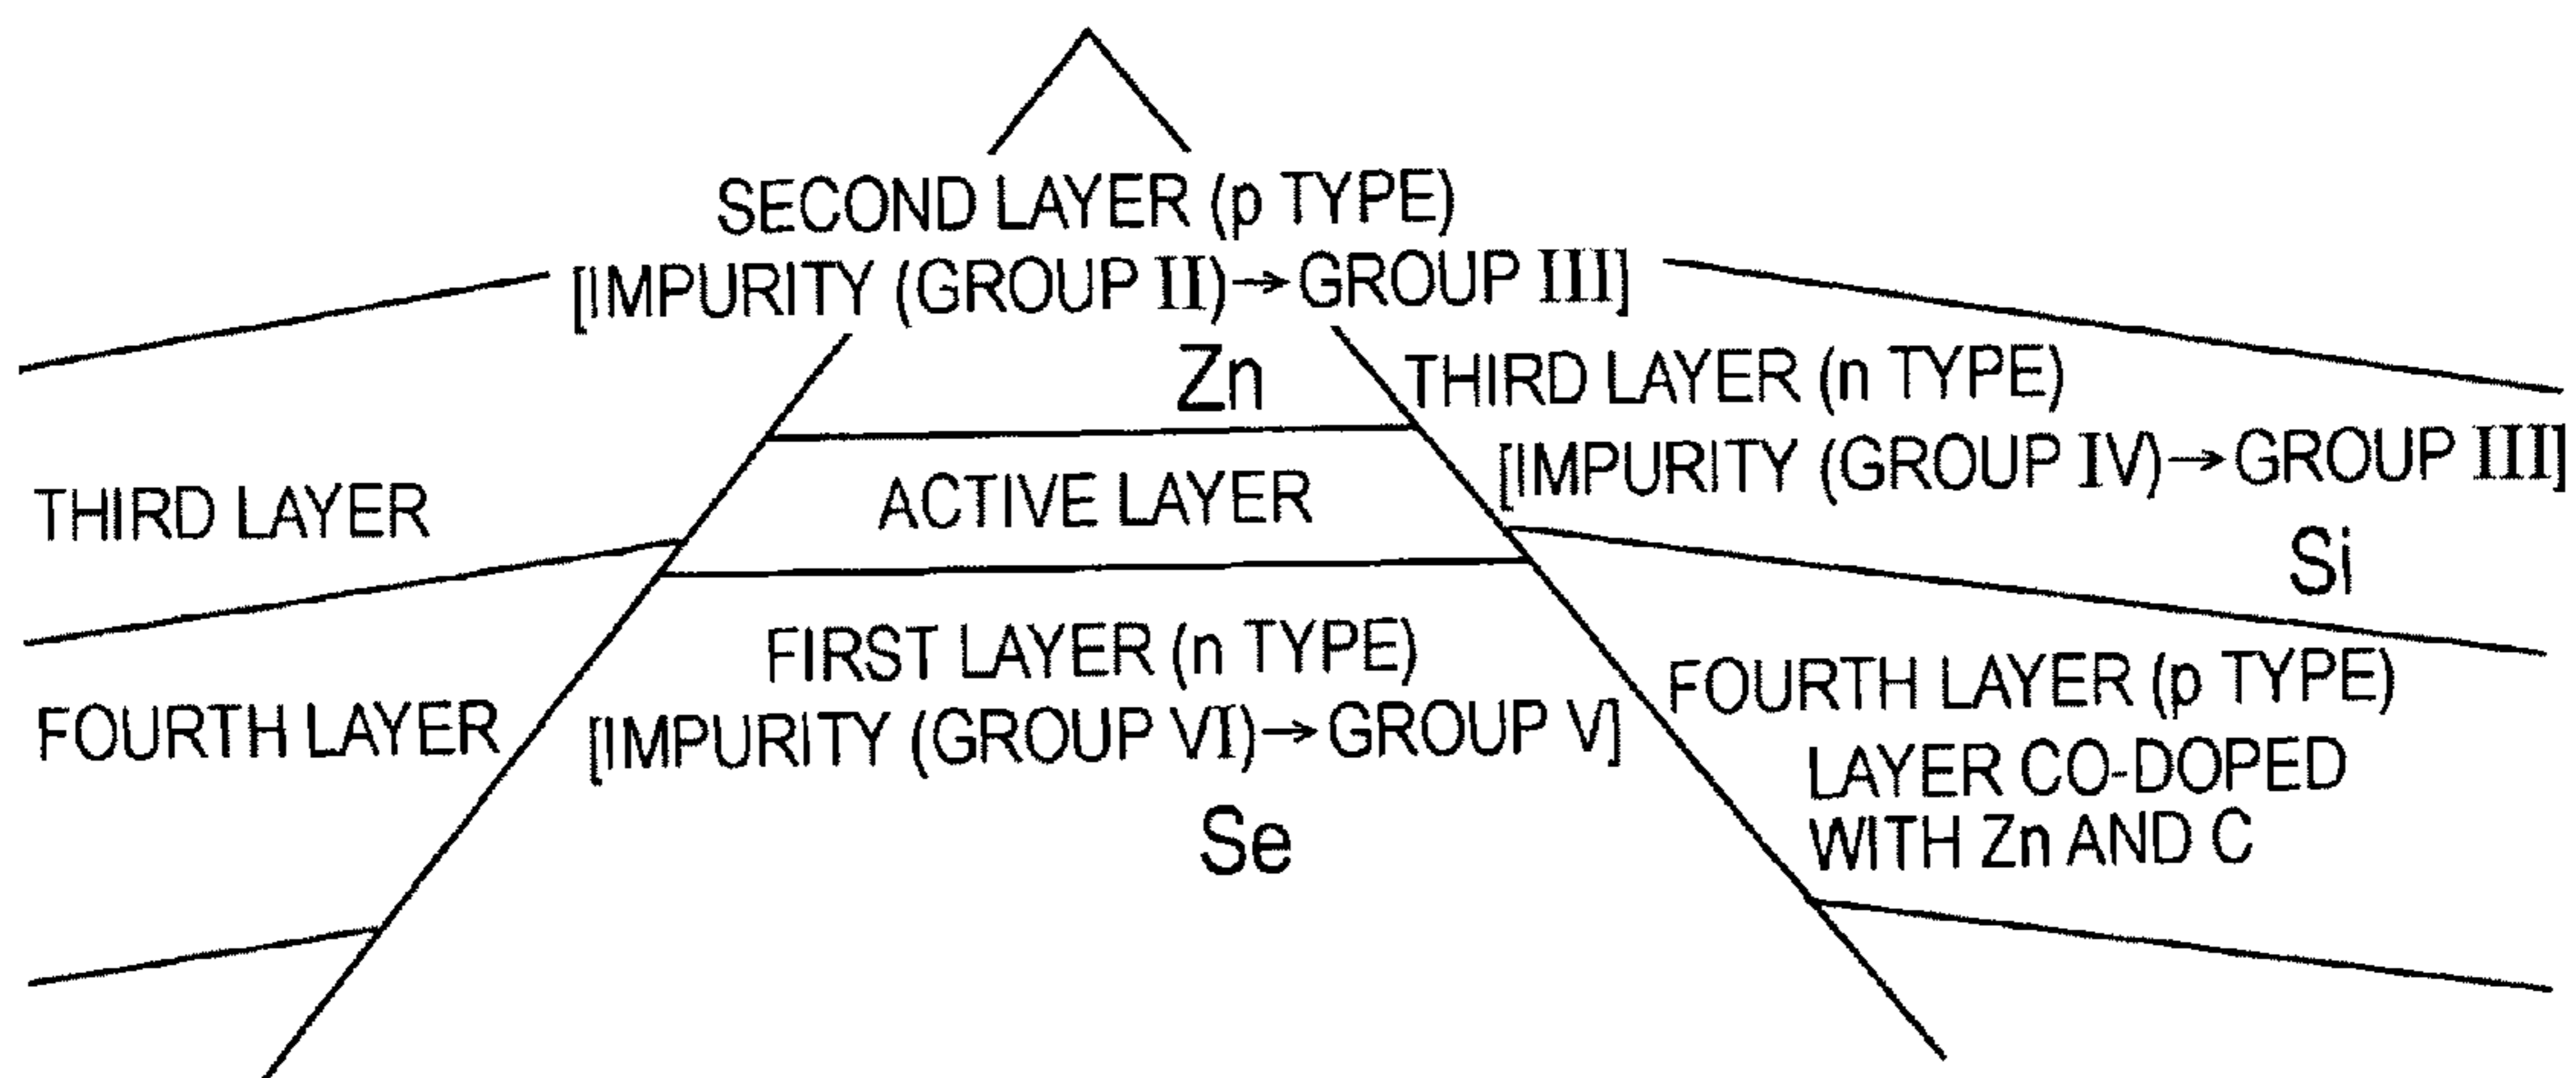 SECOND LAYER (p TYPE)
[IMPURITY (GROUP II)→GROUP III]
Zn
THIRD LAYER (n TYPE)
[IMPURITY (GROUP IV)→GROUP III]
Si
THIRD LAYER
ACTIVE LAYER
FIRST LAYER (n TYPE)
[IMPURITY (GROUP VI)→GROUP V]
Se
FOURTH LAYER
FOURTH LAYER (p TYPE)
LAYER CO-DOPED
WITH Zn AND C